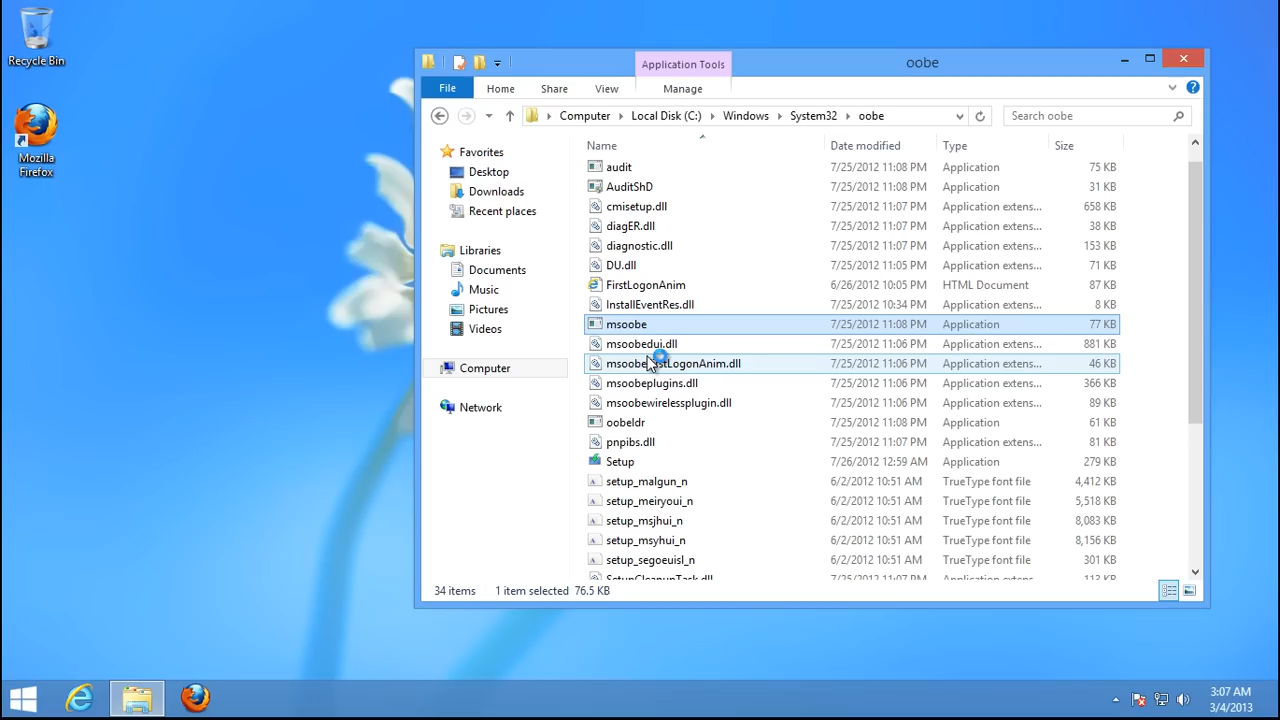 Recycle Bin
Mozilla
Firefox
Application Tools
oobe
File
Home
Share
View
Manage
Computer
Local Disk (C:)
Windows
System32
oobe
Search oobe
Favorites
Desktop
Downloads
Recent places
Libraries
Documents
Music
Pictures
Videos
Computer
Network
Name Date modified Type Size
audit 7/25/2012 11:08 PM Application 75 KB
AuditShD 7/25/2012 11:08 PM Application 31 KB
cmisetup.dll 7/25/2012 11:07 PM Application extens... 658 KB
diagER.dll 7/25/2012 11:07 PM Application extens... 38 KB
diagnostic.dll 7/25/2012 11:07 PM Application extens... 153 KB
DU.dll 7/25/2012 11:05 PM Application extens... 71 KB
FirstLogonAnim 6/26/2012 10:05 PM HTML Document 87 KB
InstallEventRes.dll 7/25/2012 10:34 PM Application extens... 8 KB
msoobe 7/25/2012 11:08 PM Application 77 KB
msoobedui.dll 7/25/2012 11:06 PM Application extens... 881 KB
7/25/2012 11:06 PM Application extens... 46 KB
msoobeplugins.dll 7/25/2012 11:06 PM Application extens... 366 KB
msoobewirelessplugin.dll 7/25/2012 11:06 PM Application extens... 89 KB
oobeldr 7/25/2012 11:08 PM Application 61 KB
pnpibs.dll 7/25/2012 11:07 PM Application extens... 81 KB
Setup 7/26/2012 12:59 AM Application 279 KB
setup_malgun_n 6/2/2012 10:51 AM TrueType font file 4,412 KB
setup_meiryoui_n 6/2/2012 10:51 AM TrueType font file 5,518 KB
setup_msjhui_n 6/2/2012 10:51 AM TrueType font file 8,083 KB
setup_msyhui_n 6/2/2012 10:51 AM TrueType font file 8,156 KB
setup_segoeuisl_n 6/2/2012 10:51 AM TrueType font file 301 KB
SetupCleanupTask.dll 7/25/2012 11:07 PM Application extens... 113 KB
34 items 1 item selected 76.5 KB
3:07 AM
3/4/2013